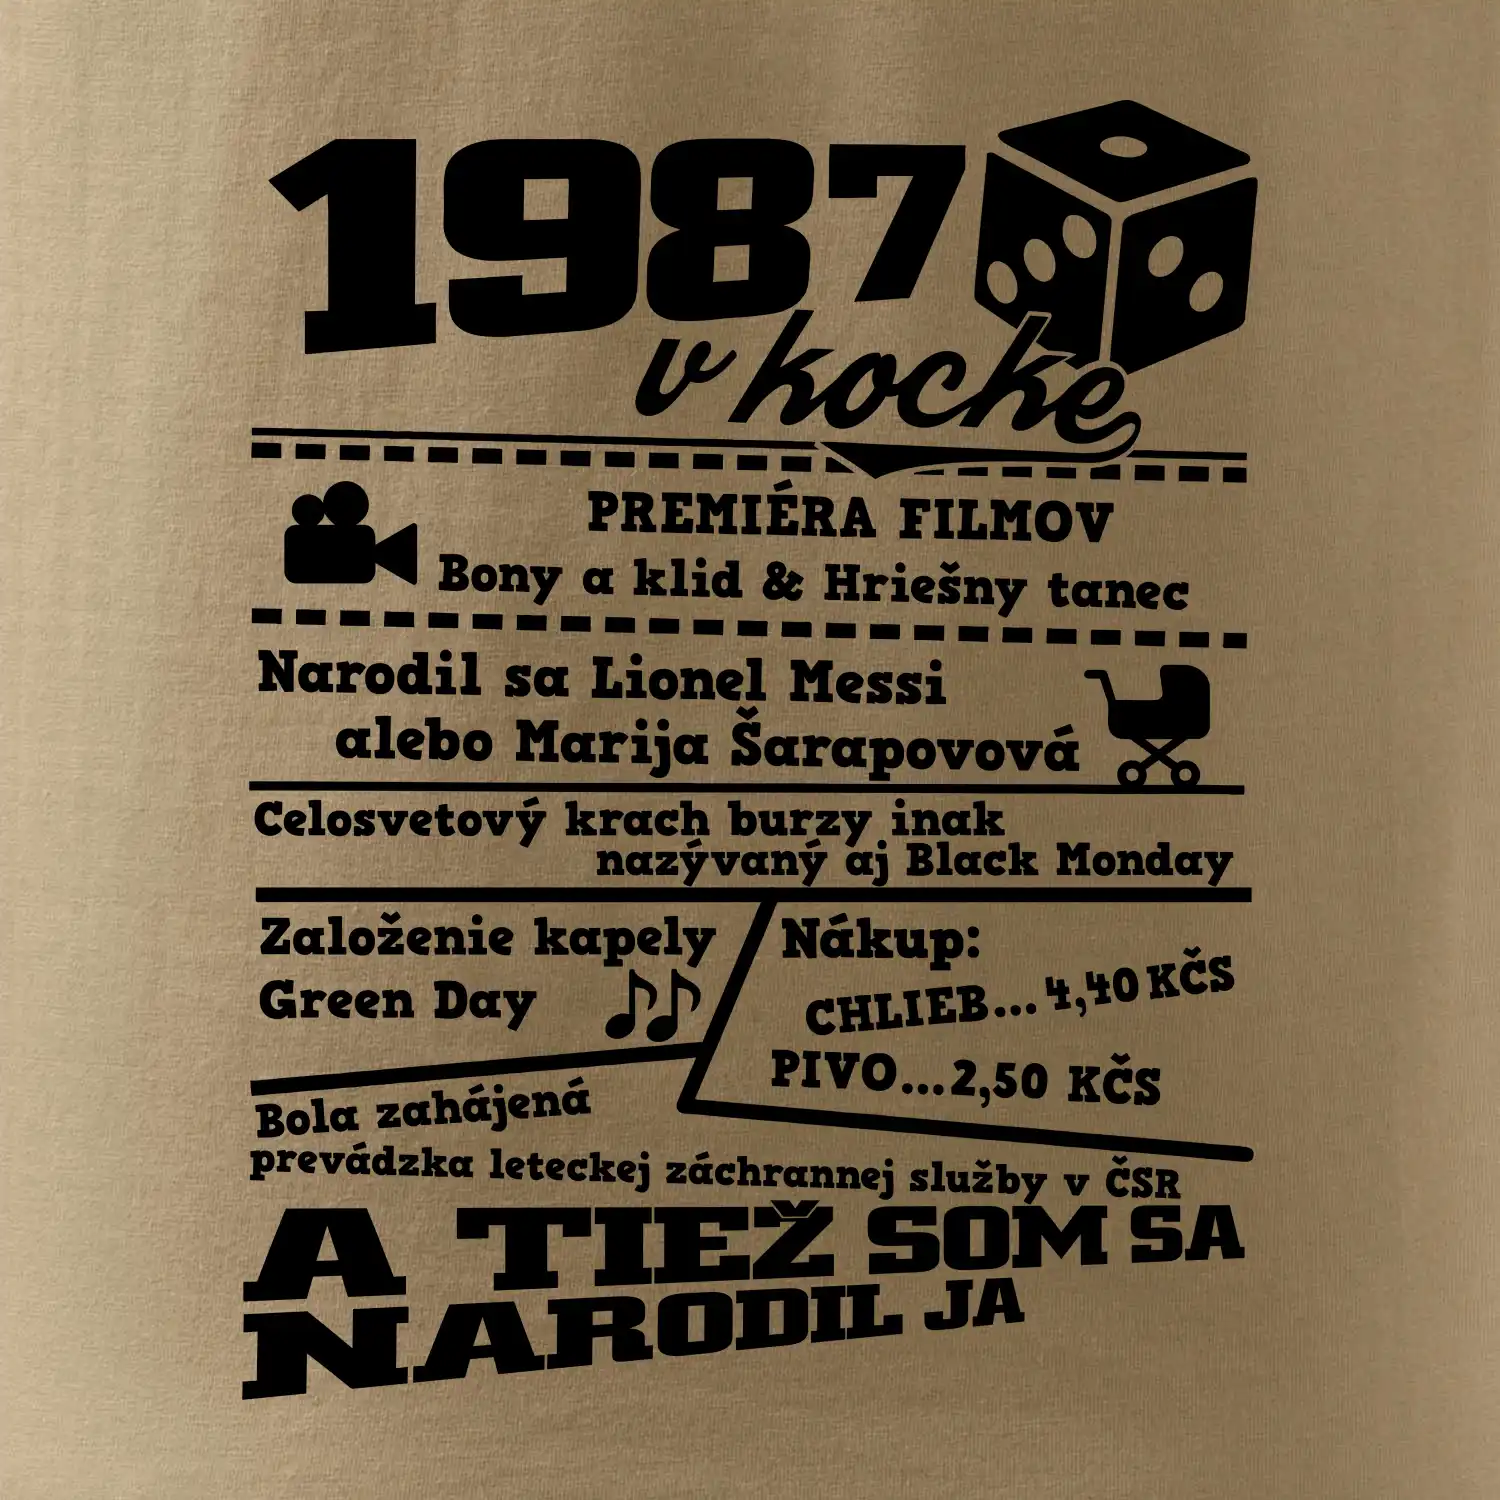 1987
v kocke
PREMIÉRA FILMOV
Bony a klid & Hriešny tanec
Narodil sa Lionel Messi
alebo Marija Šarapovová
Celosvetový krach burzy inak
nazývaný aj Black Monday
Založenie kapely
Green Day
Nákup:
CHLIEB...4,40 KČS
PIVO...2,50 KČS
Bola zahájená
prevádzka leteckej záchrannej služby v ČSR
A TIEŽ SOM SA
NARODIL JA